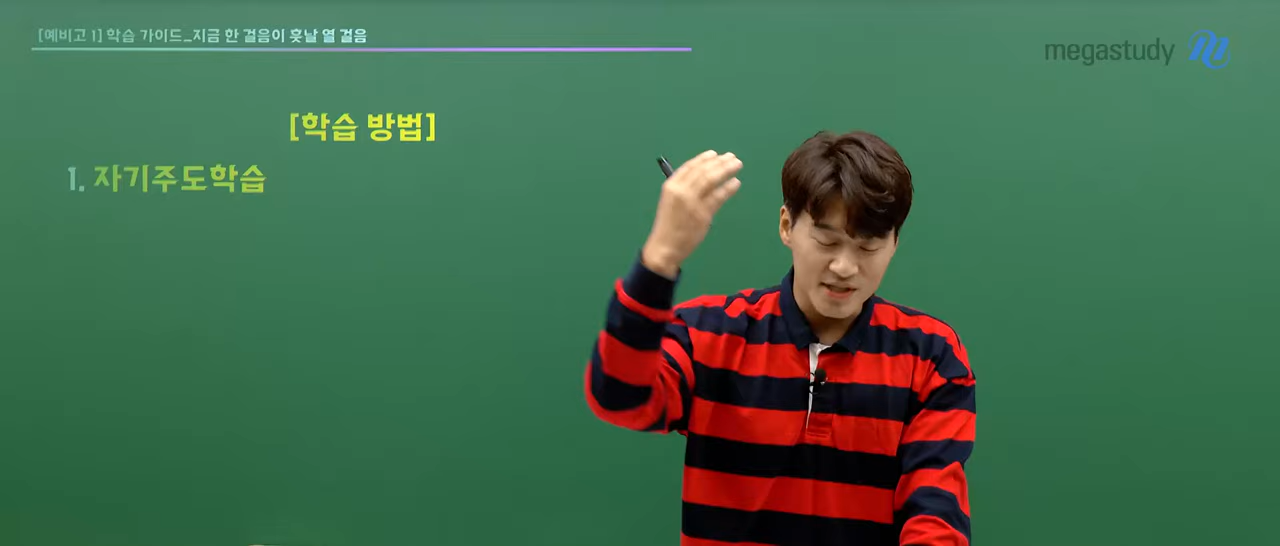 [예비고 1] 학습 가이드_지금 한 걸음이 훗날 열 걸음
megastudy
[학습 방법]
1. 자기주도학습